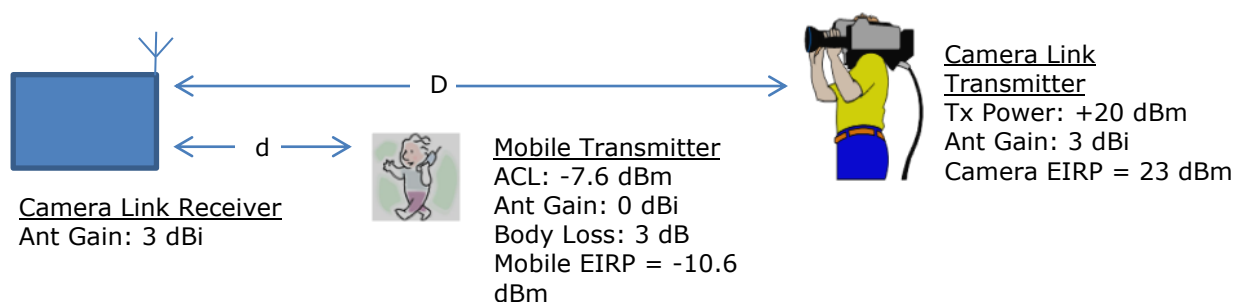 D
d
Camera Link Receiver
Ant Gain: 3 dBi
Mobile Transmitter
ACL: -7.6 dBm
Ant Gain: 0 dBi
Body Loss: 3 dB
Mobile EIRP = -10.6
dBm
Camera Link
Transmitter
Tx Power: +20 dBm
Ant Gain: 3 dBi
Camera EIRP = 23 dBm